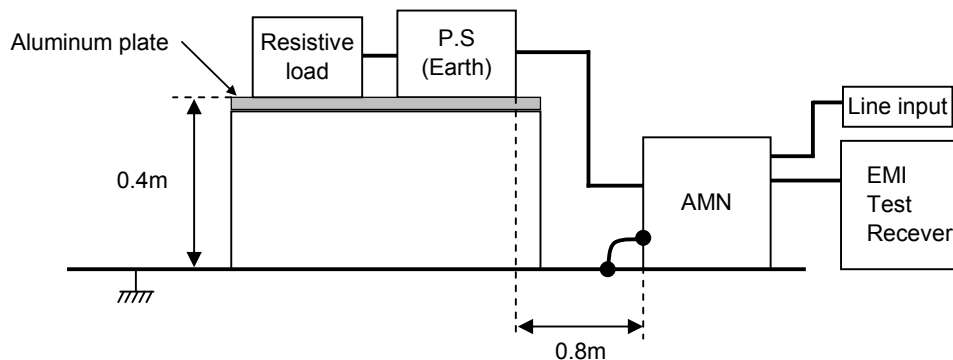 Aluminum plate
Resistive
load
P.S
(Earth)
Line input
0.4m
AMN
EMI
Test
Recever
0.8m